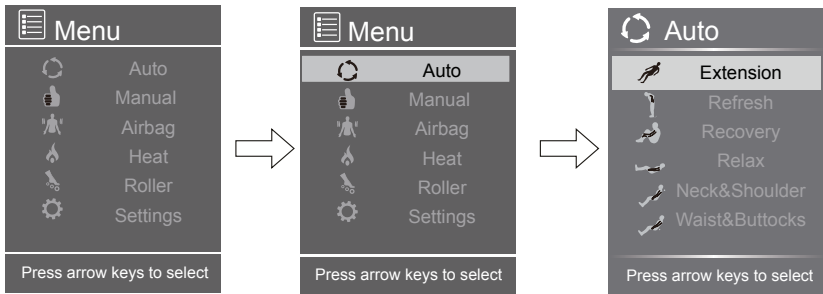 Menu
Auto
Manual
Airbag
Heat
Roller
Settings
Press arrow keys to select
Menu
Auto
Manual
Airbag
Heat
Roller
Settings
Press arrow keys to select
Auto
Extension
Refresh
Recovery
Relax
Neck&Shoulder
Waist&Buttocks
Press arrow keys to select